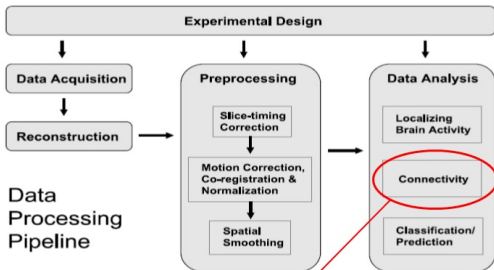 Experimental Design
Data Acquisition
Reconstruction
Data
Processing
Pipeline
Preprocessing
Slice-timing
Correction
Motion Correction,
Co-registration &
Normalization
Spatial
Smoothing
Data Analysis
Localizing
Brain Activity
Connectivity
Classification/
Prediction